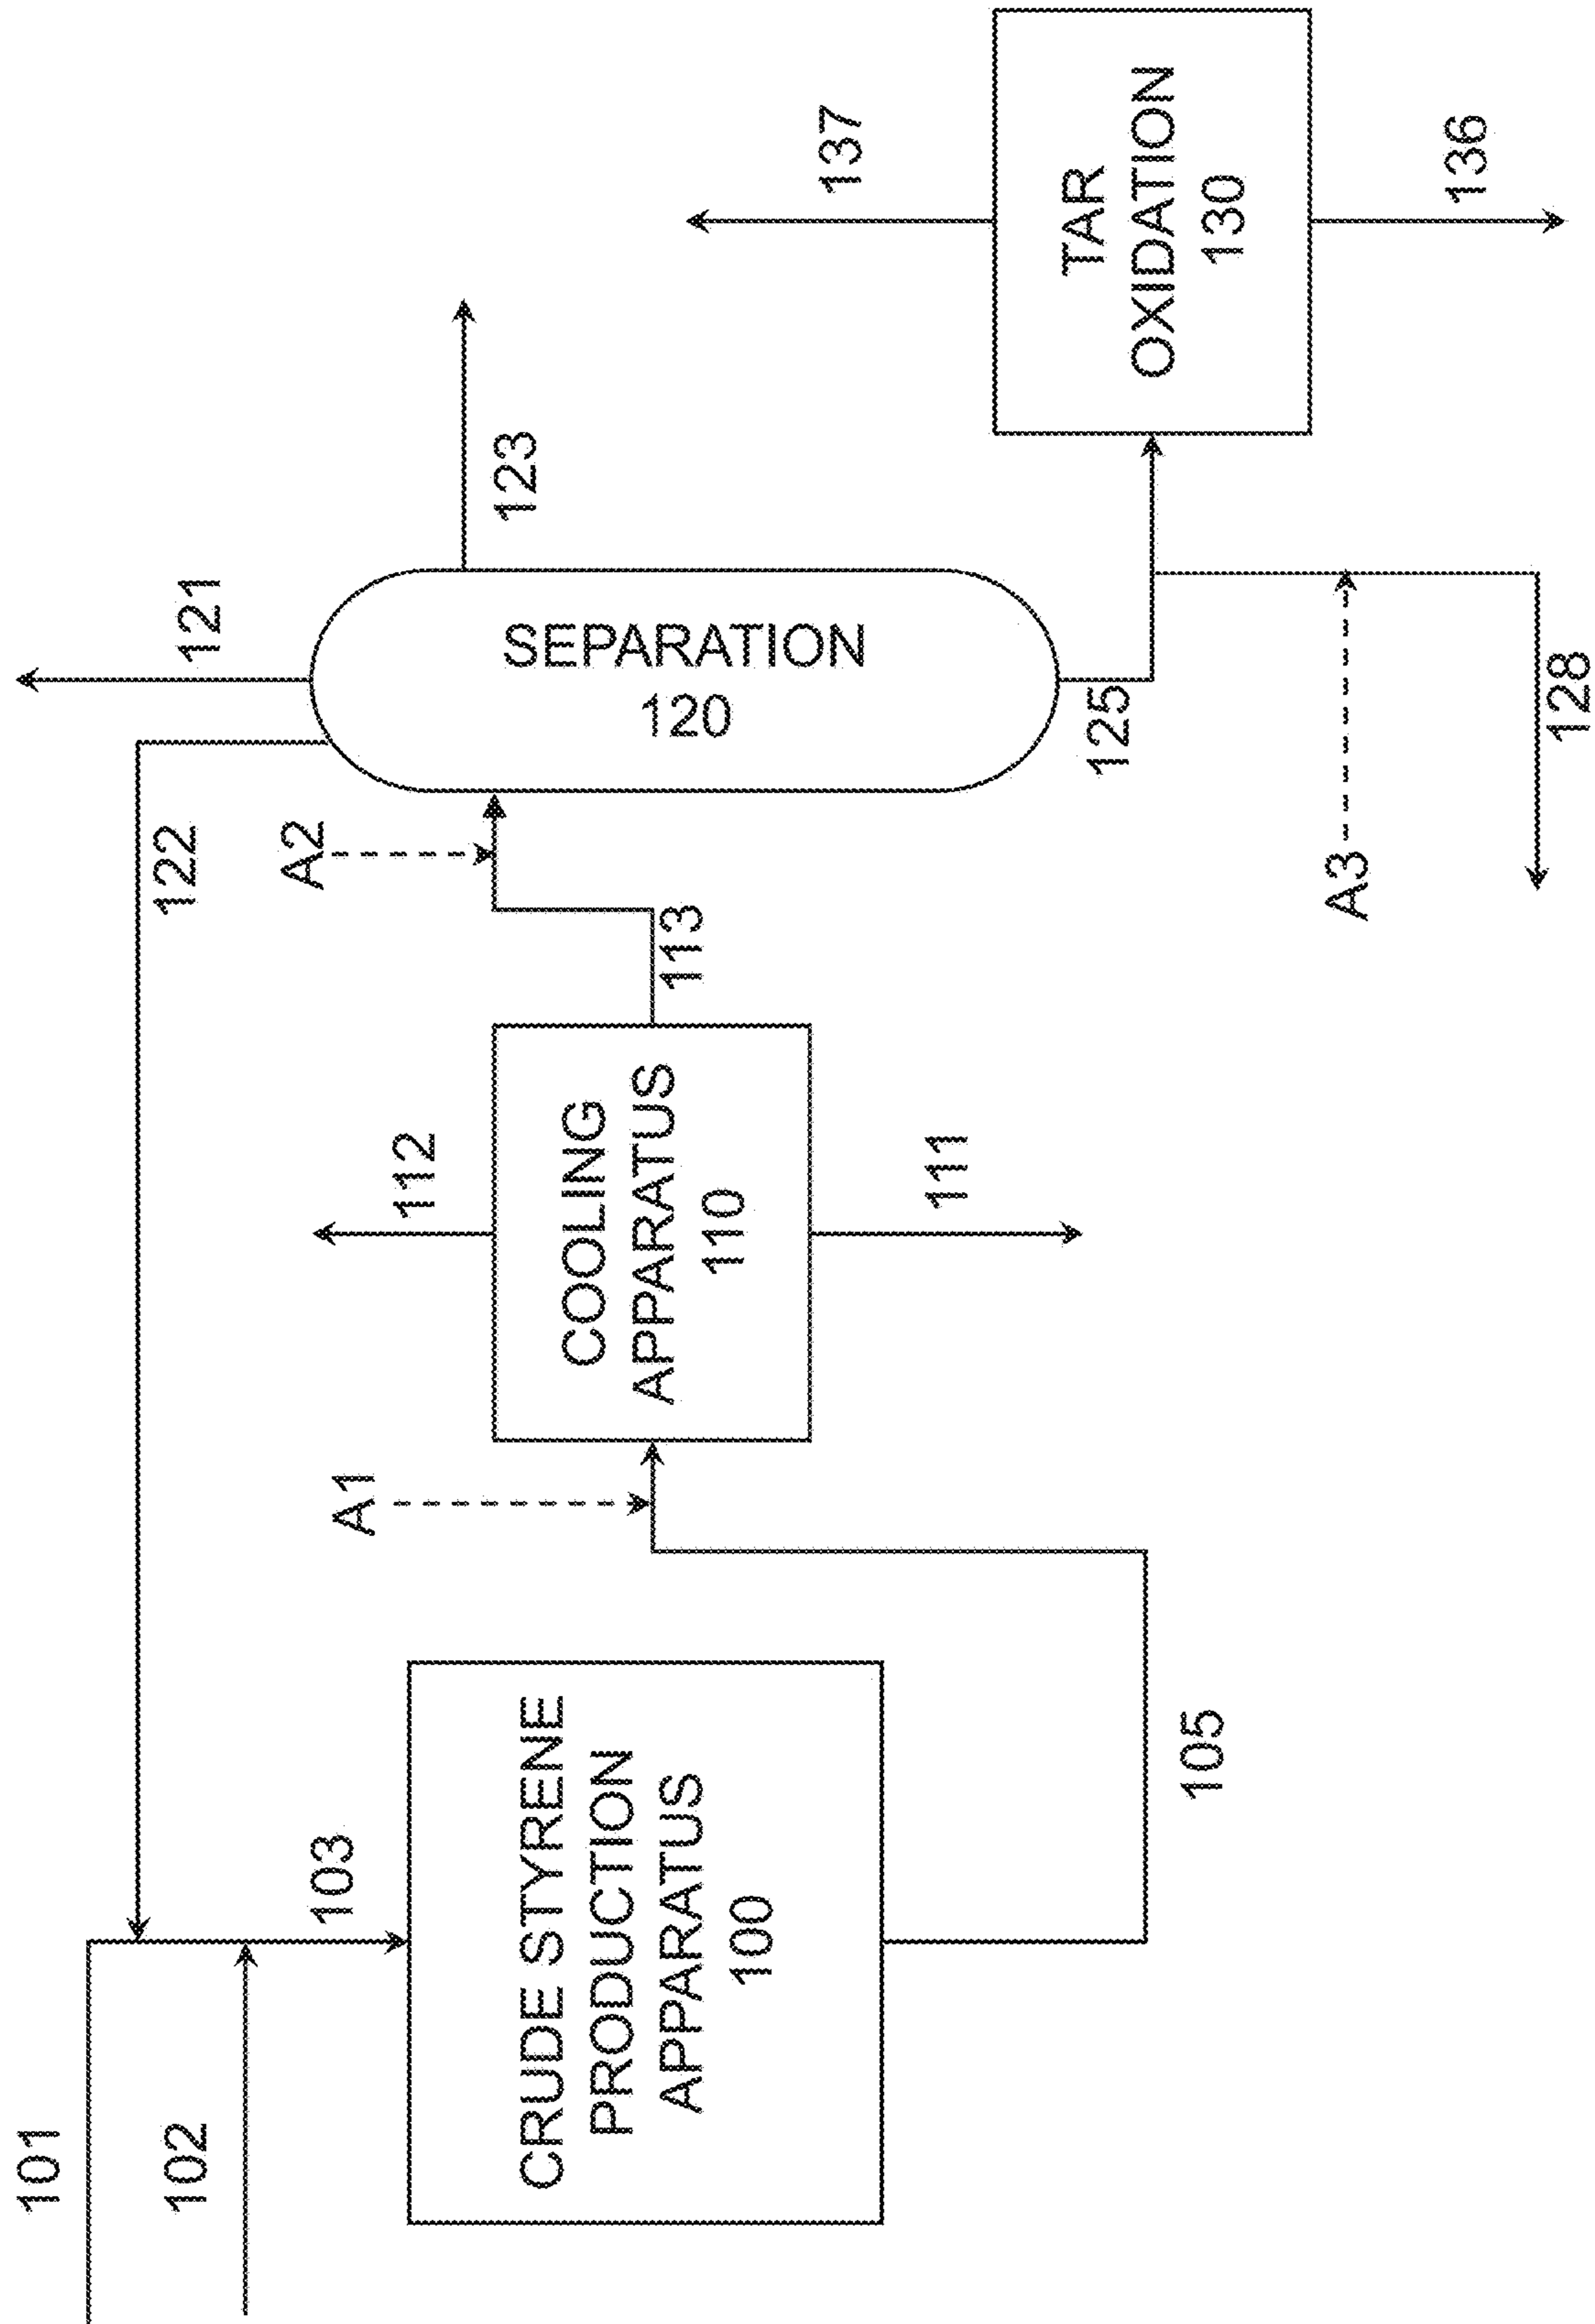 101
102
103
CRUDE STYRENE
PRODUCTION
APPARATUS
100
105
122
A1
112
COOLING
APPARATUS
110
111
113
A2
121
SEPARATION
120
123
125
A3
128
137
TAR
OXIDATION
130
136